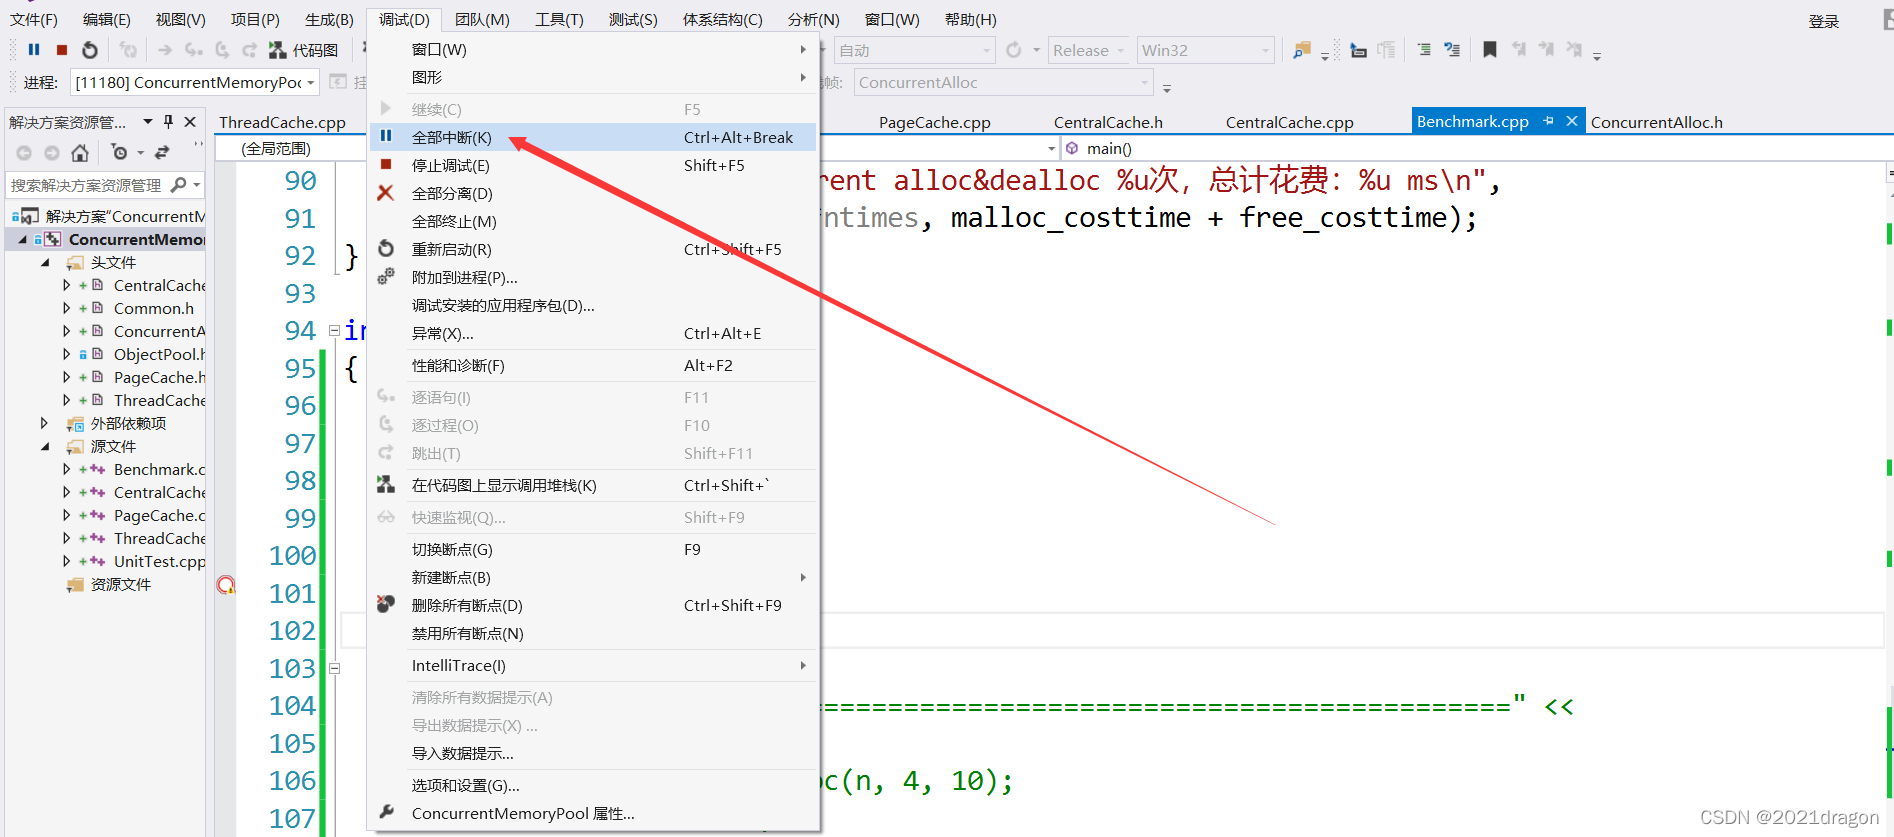 文件(F) 编辑(E) 视图(V) 项目(P) 生成(B) 调试(D) 团队(M) 工具(T) 测试(S) 体系结构(C) 分析(N) 窗口(W) 帮助(H) 登录
代码图 自动 Release Win32
进程: [11180] ConcurrentMemoryPoc 挂 帧: ConcurrentAlloc
解决方案资源管...
搜索解决方案资源管理
解决方案"ConcurrentM
ConcurrentMemor
头文件
CentralCache
Common.h
ConcurrentA
ObjectPool.h
PageCache.h
ThreadCache
外部依赖项
源文件
Benchmark.c
CentralCache
PageCache.c
ThreadCache
UnitTest.cpp
资源文件
ThreadCache.cpp PageCache.cpp CentralCache.h CentralCache.cpp Benchmark.cpp ConcurrentAlloc.h
(全局范围) main()
窗口(W)
图形
继续(C) F5
全部中断(K) Ctrl+Alt+Break
停止调试(E) Shift+F5
全部分离(D)
全部终止(M)
重新启动(R) Ctrl+Shift+F5
附加到进程(P)...
调试安装的应用程序包(D)...
异常(X)... Ctrl+Alt+E
性能和诊断(F) Alt+F2
逐语句(I) F11
逐过程(O) F10
跳出(T) Shift+F11
在代码图上显示调用堆栈(K) Ctrl+Shift+`
快速监视(Q)... Shift+F9
切换断点(G) F9
新建断点(B)
删除所有断点(D) Ctrl+Shift+F9
禁用所有断点(N)
IntelliTrace(I)
清除所有数据提示(A)
导出数据提示(X) ...
导入数据提示...
选项和设置(G)...
ConcurrentMemoryPool 属性...
90 rent alloc&dealloc %u次，总计花费：%u ms\n",
91 ntimes, malloc_costtime + free_costtime);
92 }
93
94 in
95 {
96
97
98
99
100
101
102
103
104 ==========================================" <<
105
106 oc(n, 4, 10);
107
CSDN @2021dragon